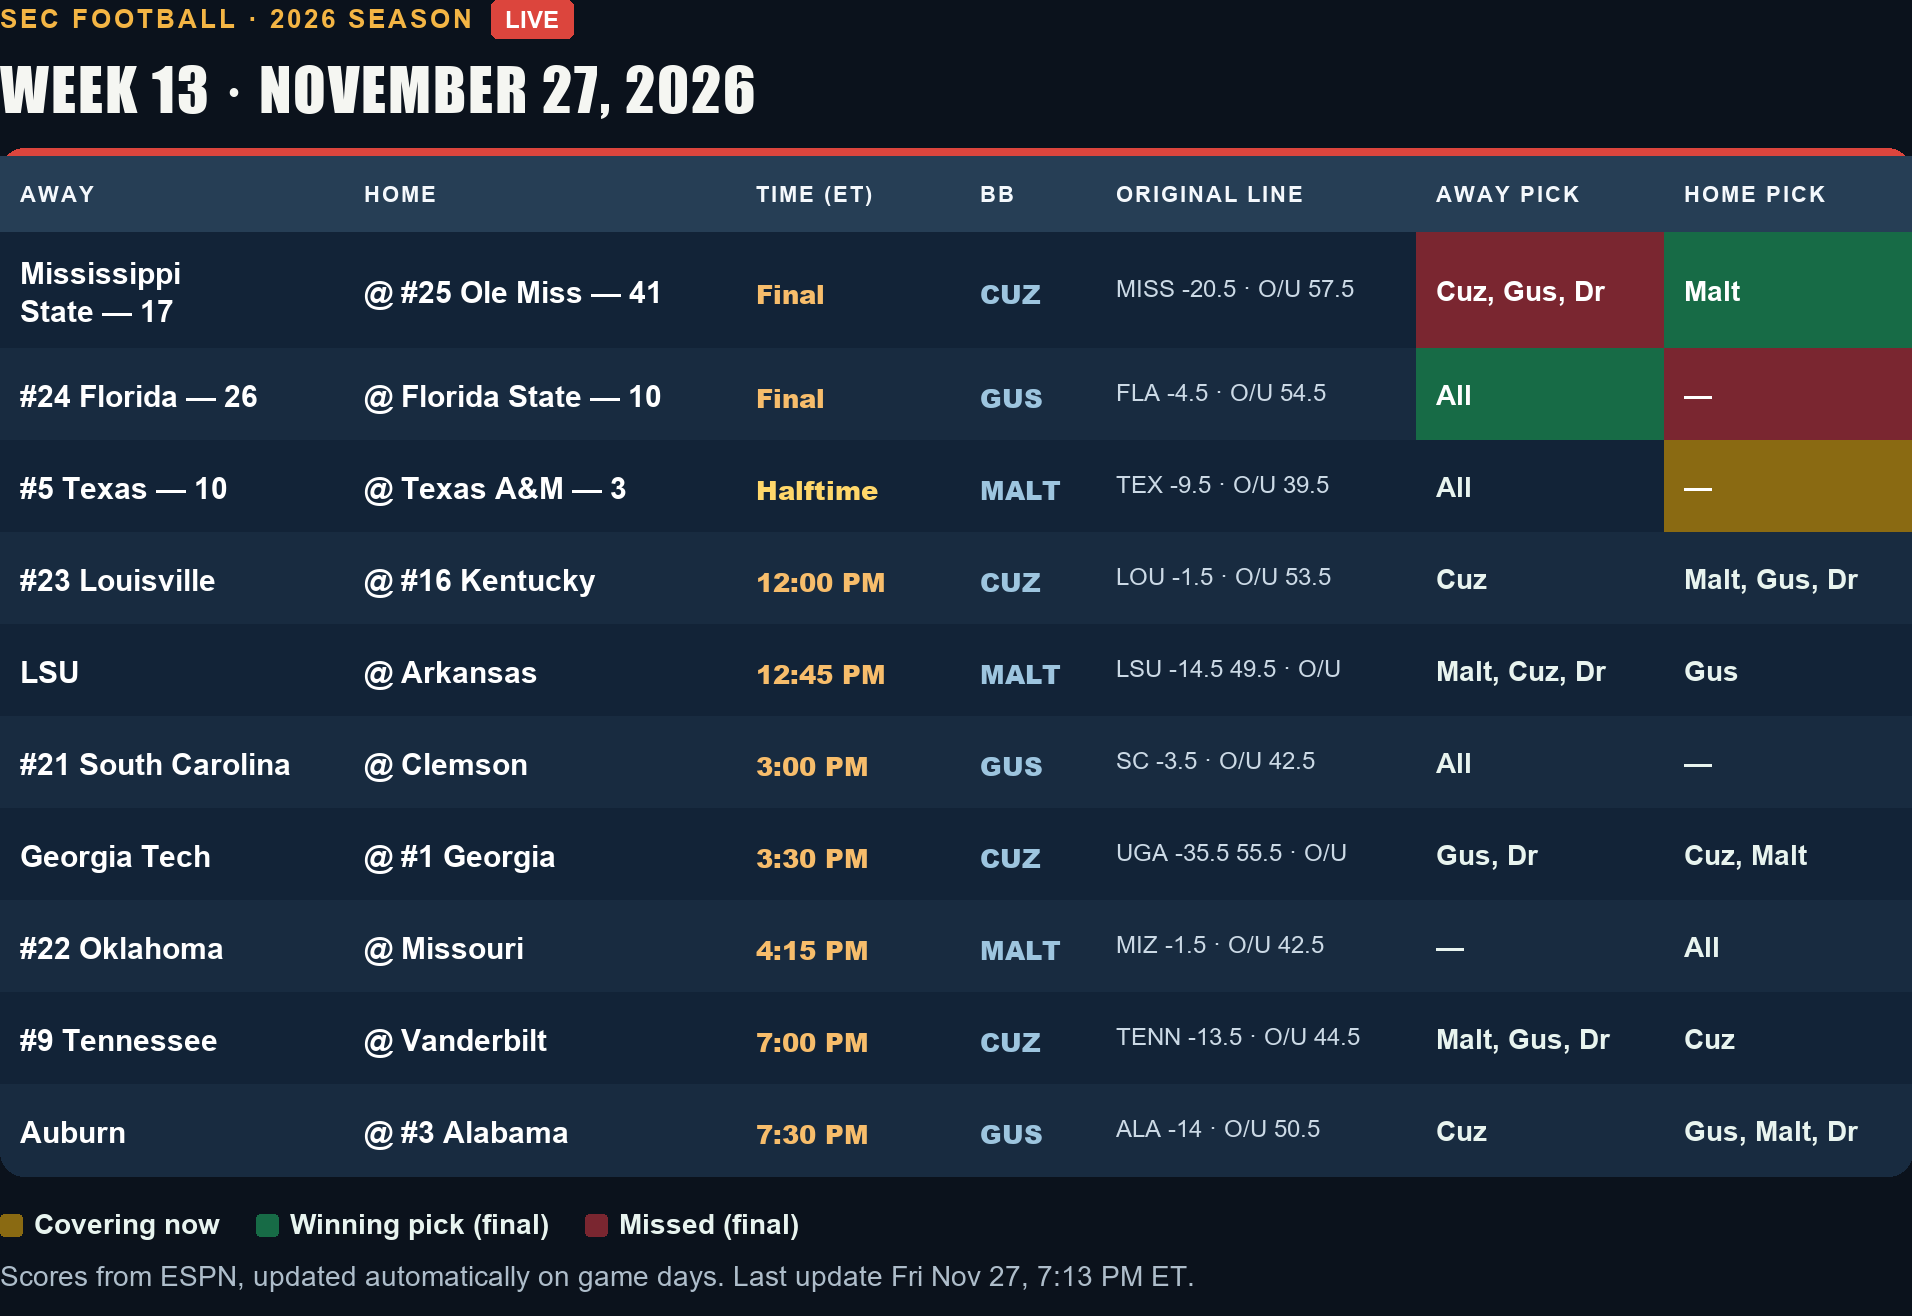 SEC FOOTBALL · 2026 SEASON LIVE
WEEK 13 · NOVEMBER 27, 2026
AWAY HOME TIME (ET) BB ORIGINAL LINE AWAY PICK HOME PICK
Mississippi
State — 17 @ #25 Ole Miss — 41 Final CUZ MISS -20.5 · O/U 57.5 Cuz, Gus, Dr Malt
#24 Florida — 26 @ Florida State — 10 Final GUS FLA -4.5 · O/U 54.5 All —
#5 Texas — 10 @ Texas A&M — 3 Halftime MALT TEX -9.5 · O/U 39.5 All —
#23 Louisville @ #16 Kentucky 12:00 PM CUZ LOU -1.5 · O/U 53.5 Cuz Malt, Gus, Dr
LSU @ Arkansas 12:45 PM MALT LSU -14.5 49.5 · O/U Malt, Cuz, Dr Gus
#21 South Carolina @ Clemson 3:00 PM GUS SC -3.5 · O/U 42.5 All —
Georgia Tech @ #1 Georgia 3:30 PM CUZ UGA -35.5 55.5 · O/U Gus, Dr Cuz, Malt
#22 Oklahoma @ Missouri 4:15 PM MALT MIZ -1.5 · O/U 42.5 — All
#9 Tennessee @ Vanderbilt 7:00 PM CUZ TENN -13.5 · O/U 44.5 Malt, Gus, Dr Cuz
Auburn @ #3 Alabama 7:30 PM GUS ALA -14 · O/U 50.5 Cuz Gus, Malt, Dr
Covering now Winning pick (final) Missed (final)
Scores from ESPN, updated automatically on game days. Last update Fri Nov 27, 7:13 PM ET.